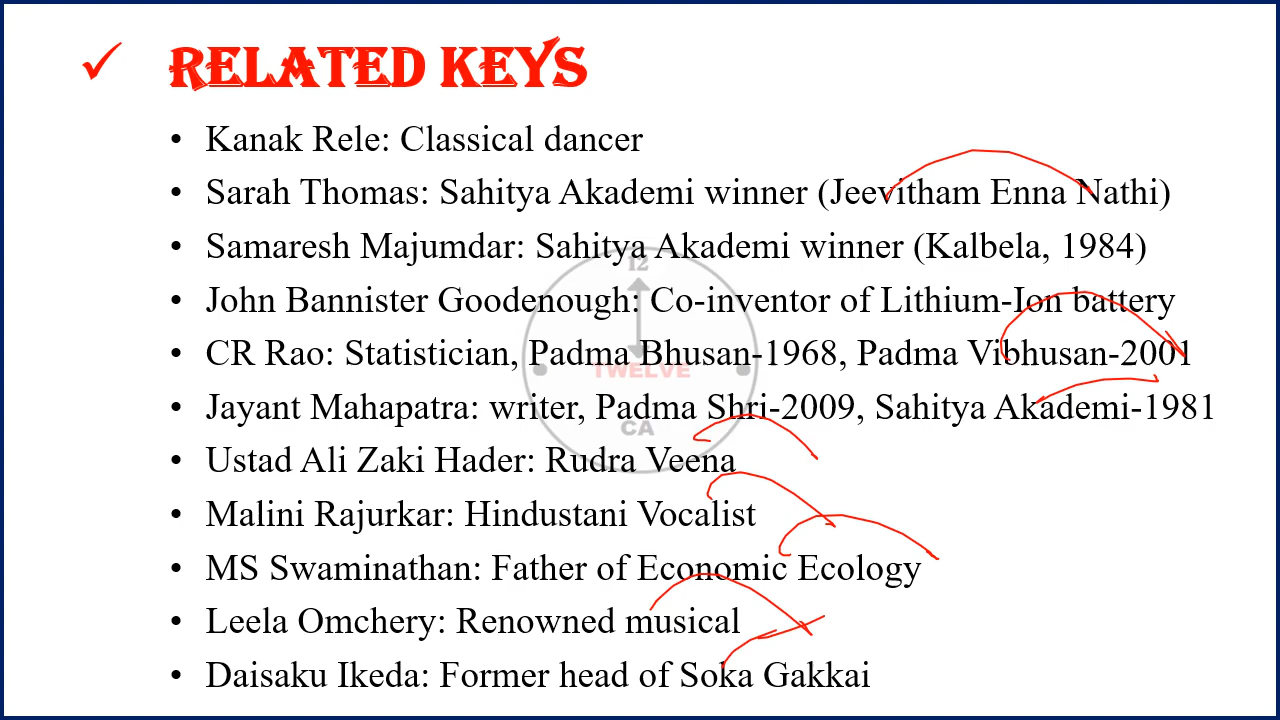 ✓ RELATED KEYS
• Kanak Rele: Classical dancer
• Sarah Thomas: Sahitya Akademi winner (Jeevitham Enna Nathi)
• Samaresh Majumdar: Sahitya Akademi winner (Kalbela, 1984)
12
• John Bannister Goodenough: Co-inventor of Lithium-Ion battery
• CR Rao: Statistician, Padma Bhusan-1968, Padma Vibhusan-2001
TWELVE
• Jayant Mahapatra: writer, Padma Shri-2009, Sahitya Akademi-1981
CA
• Ustad Ali Zaki Hader: Rudra Veena
• Malini Rajurkar: Hindustani Vocalist
• MS Swaminathan: Father of Economic Ecology
• Leela Omchery: Renowned musical
• Daisaku Ikeda: Former head of Soka Gakkai